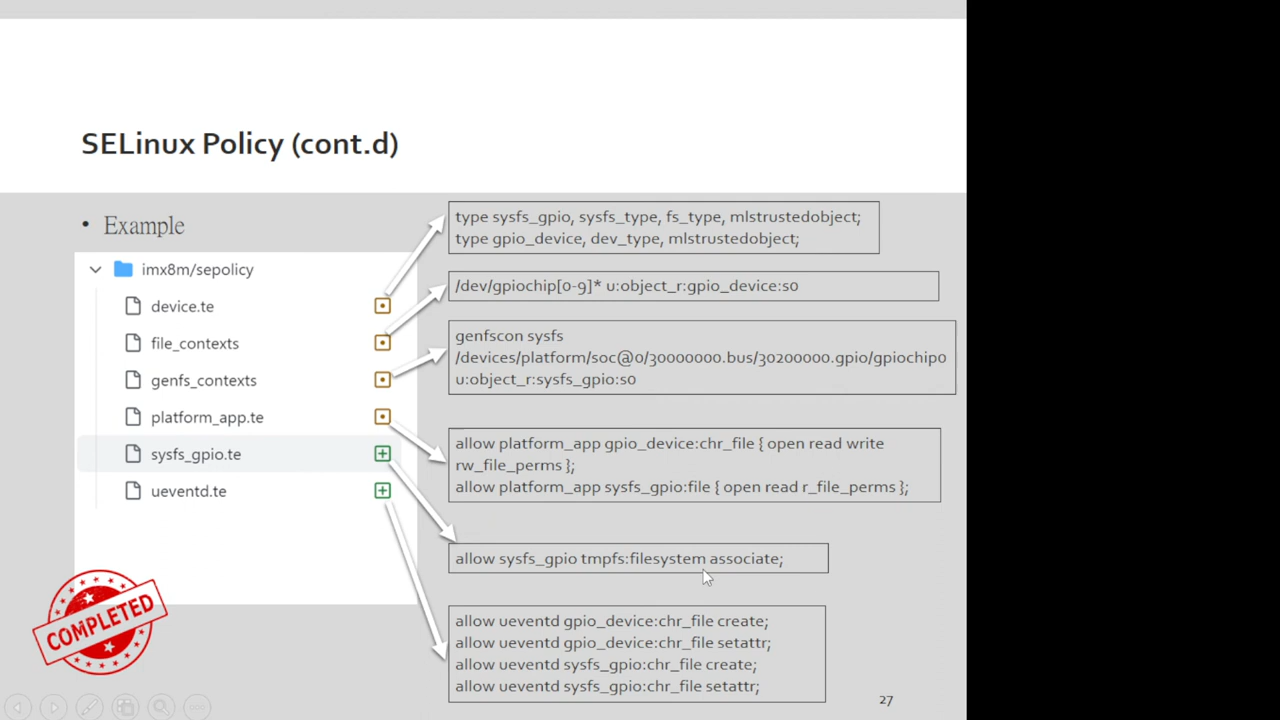 SELinux Policy (cont.d)
• Example
imx8m/sepolicy
device.te
file_contexts
genfs_contexts
platform_app.te
sysfs_gpio.te
ueventd.te
type sysfs_gpio, sysfs_type, fs_type, mlstrustedobject;
type gpio_device, dev_type, mlstrustedobject;
/dev/gpiochip[0-9]* u:object_r:gpio_device:s0
genfscon sysfs
/devices/platform/soc@0/30000000.bus/30200000.gpio/gpiochip0
u:object_r:sysfs_gpio:s0
allow platform_app gpio_device:chr_file { open read write
rw_file_perms };
allow platform_app sysfs_gpio:file { open read r_file_perms };
allow sysfs_gpio tmpfs:filesystem associate;
allow ueventd gpio_device:chr_file create;
allow ueventd gpio_device:chr_file setattr;
allow ueventd sysfs_gpio:chr_file create;
allow ueventd sysfs_gpio:chr_file setattr;
COMPLETED
27